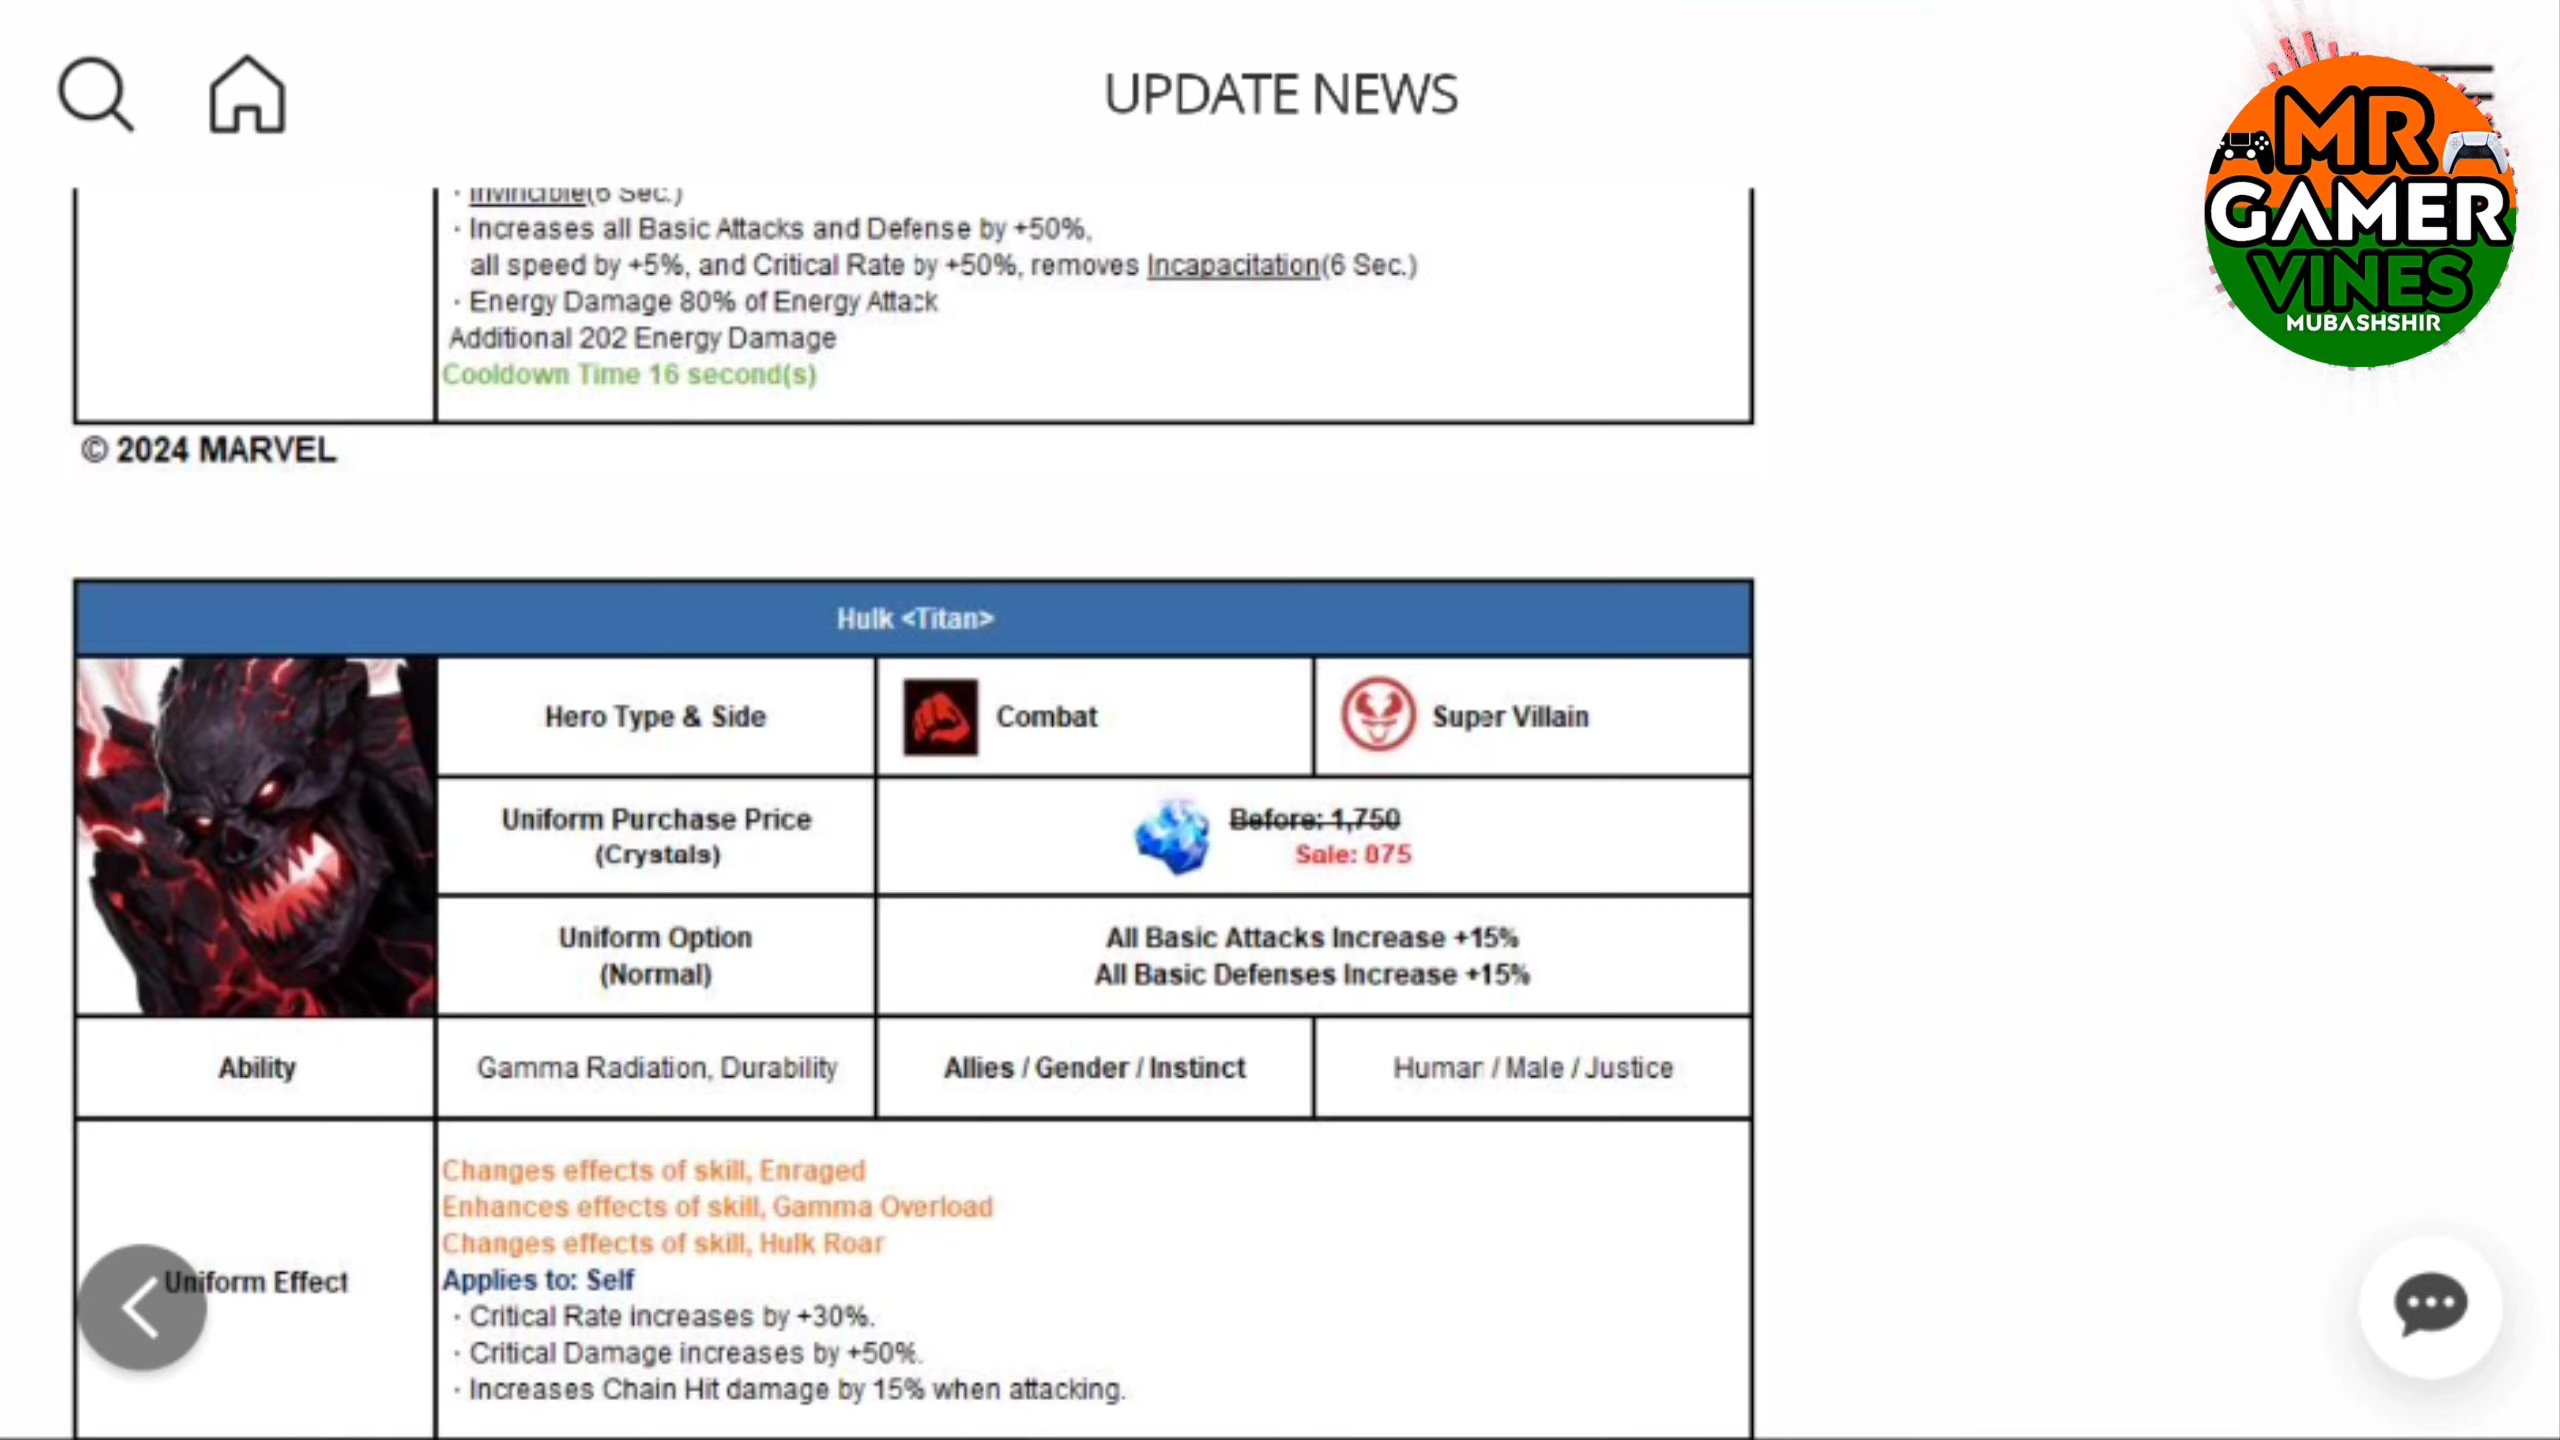 UPDATE NEWS
MR
GAMER
VINES
MUBASHSHIR
· Invincible(6 Sec.)
· Increases all Basic Attacks and Defense by +50%,
all speed by +5%, and Critical Rate by +50%, removes Incapacitation(6 Sec.)
· Energy Damage 80% of Energy Attack
Additional 202 Energy Damage
Cooldown Time 16 second(s)
© 2024 MARVEL
Hulk <Titan>
Hero Type & Side
Combat
Super Villain
Uniform Purchase Price
(Crystals)
Before: 1,750
Sale: 875
Uniform Option
(Normal)
All Basic Attacks Increase +15%
All Basic Defenses Increase +15%
Ability
Gamma Radiation, Durability
Allies / Gender / Instinct
Human / Male / Justice
Uniform Effect
Changes effects of skill, Enraged
Enhances effects of skill, Gamma Overload
Changes effects of skill, Hulk Roar
Applies to: Self
· Critical Rate increases by +30%.
· Critical Damage increases by +50%.
· Increases Chain Hit damage by 15% when attacking.